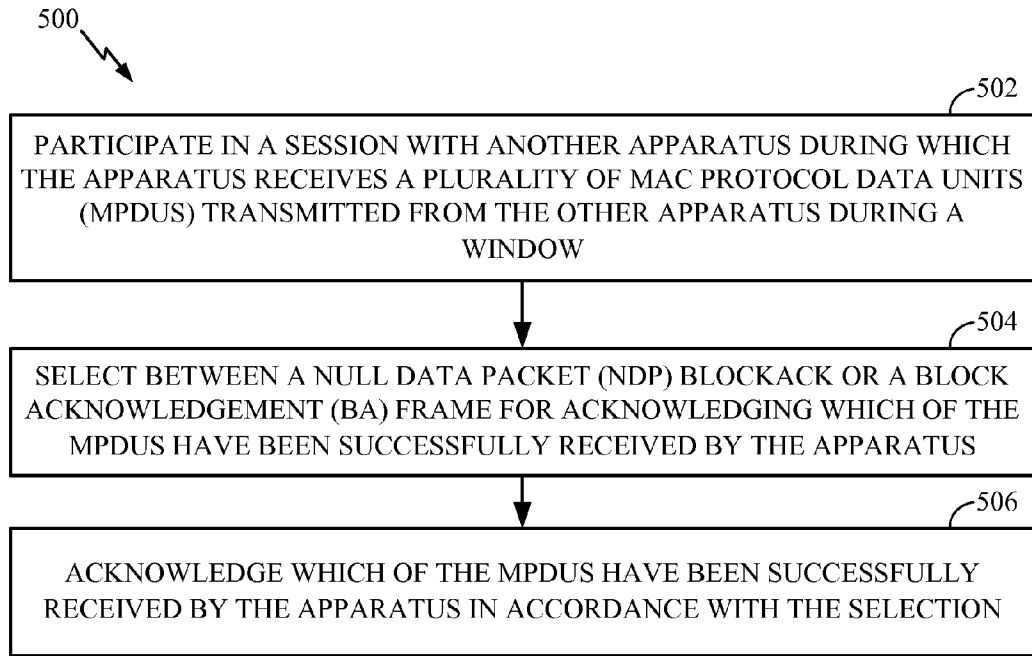 500
502
PARTICIPATE IN A SESSION WITH ANOTHER APPARATUS DURING WHICH
THE APPARATUS RECEIVES A PLURALITY OF MAC PROTOCOL DATA UNITS
(MPDUS) TRANSMITTED FROM THE OTHER APPARATUS DURING A
WINDOW
504
SELECT BETWEEN A NULL DATA PACKET (NDP) BLOCKACK OR A BLOCK
ACKNOWLEDGEMENT (BA) FRAME FOR ACKNOWLEDGING WHICH OF THE
MPDUS HAVE BEEN SUCCESSFULLY RECEIVED BY THE APPARATUS
506
ACKNOWLEDGE WHICH OF THE MPDUS HAVE BEEN SUCCESSFULLY
RECEIVED BY THE APPARATUS IN ACCORDANCE WITH THE SELECTION